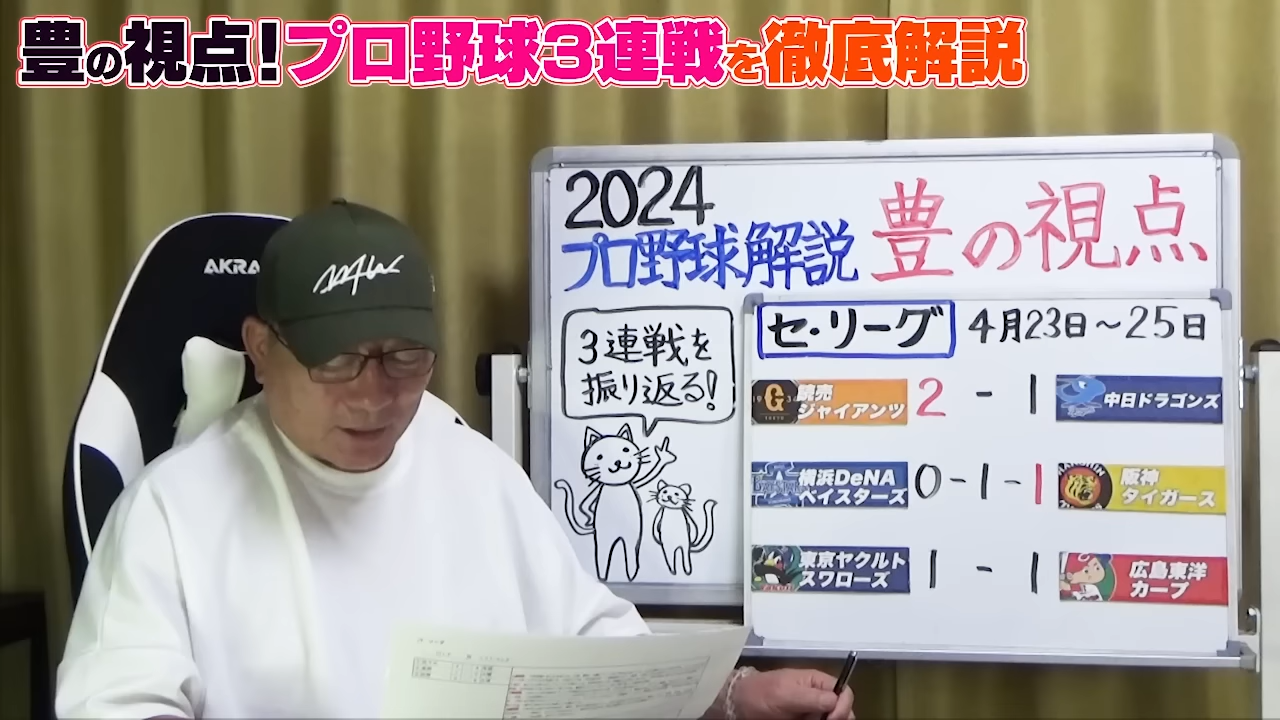 豊の視点!プロ野球3連戦を徹底解説
AKRA
2024
プロ野球解説 豊の視点
3連戦を
振り返る!
セ・リーグ 4月23日~25日
読売
ジャイアンツ 2 - 1 中日ドラゴンズ
横浜DeNA
ベイスターズ 0 - 1 - 1 阪神
タイガース
東京ヤクルト
スワローズ 1 - 1 広島東洋
カープ